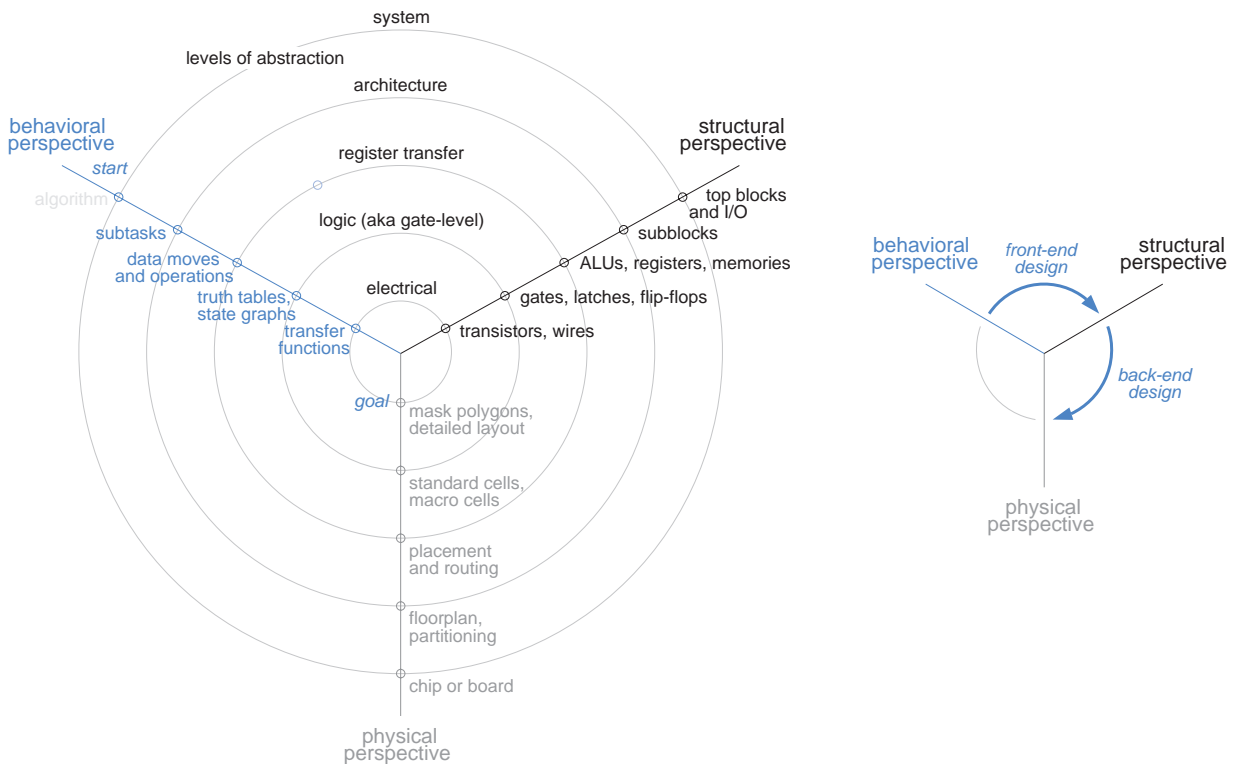 system
levels of abstraction
architecture
behavioral
perspective
structural
perspective
start
register transfer
algorithm
top blocks
and I/O
logic (aka gate-level)
subtasks
subblocks
data moves
and operations
ALUs, registers, memories
electrical
truth tables,
state graphs
gates, latches, flip-flops
transfer
functions
transistors, wires
goal
mask polygons,
detailed layout
standard cells,
macro cells
placement
and routing
floorplan,
partitioning
chip or board
physical
perspective
behavioral
perspective
front-end
design
structural
perspective
back-end
design
physical
perspective